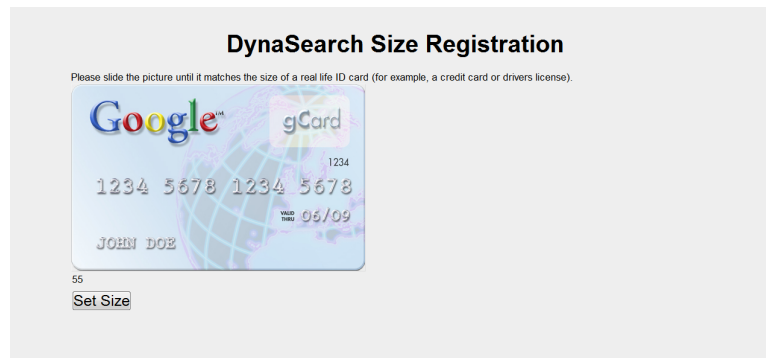 DynaSearch Size Registration
Please slide the picture until it matches the size of a real life ID card (for example, a credit card or drivers license).
Google™ gCard
1234
1234 5678 1234 5678
VALID THRU 06/09
JOHN DOE
55
Set Size